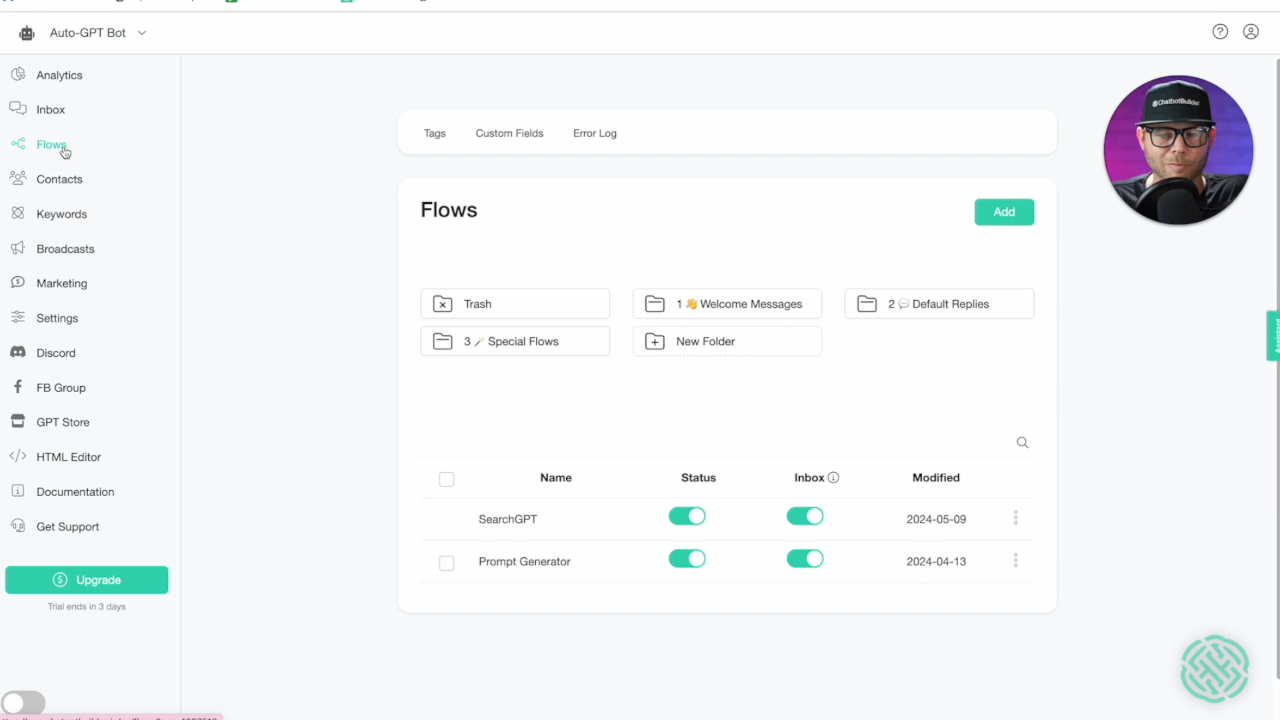 Auto-GPT Bot
Analytics
Inbox
Flows
Contacts
Keywords
Broadcasts
Marketing
Settings
Discord
FB Group
GPT Store
HTML Editor
Documentation
Get Support
Upgrade
Trial ends in 3 days
Tags Custom Fields Error Log
Flows
Add
Trash 1 👋 Welcome Messages 2 💬 Default Replies
3 🪄 Special Flows New Folder
Name Status Inbox Modified
SearchGPT 2024-05-09
Prompt Generator 2024-04-13
@ChatbotBuilder
Assistant